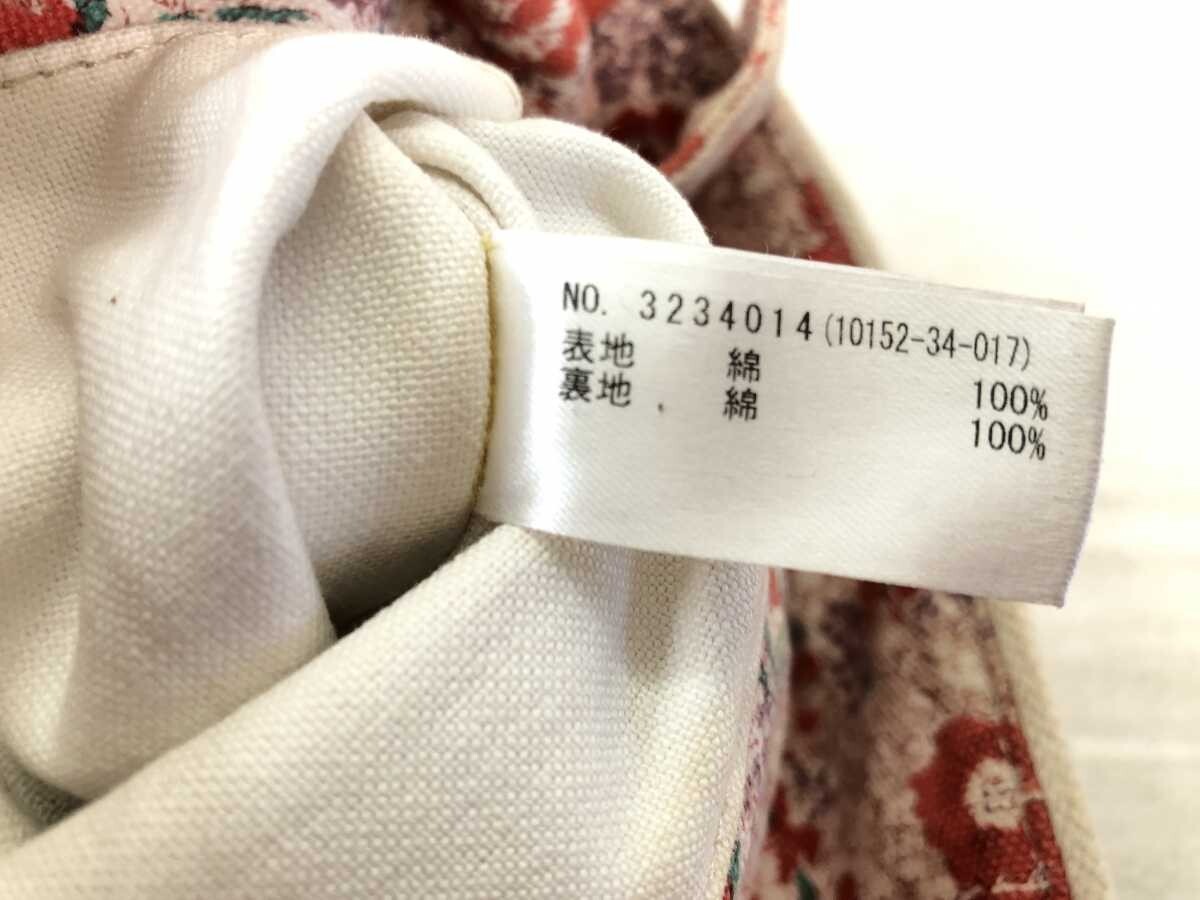 NO. 3234014(10152-34-017)
表地 綿 100%
裏地 綿 100%